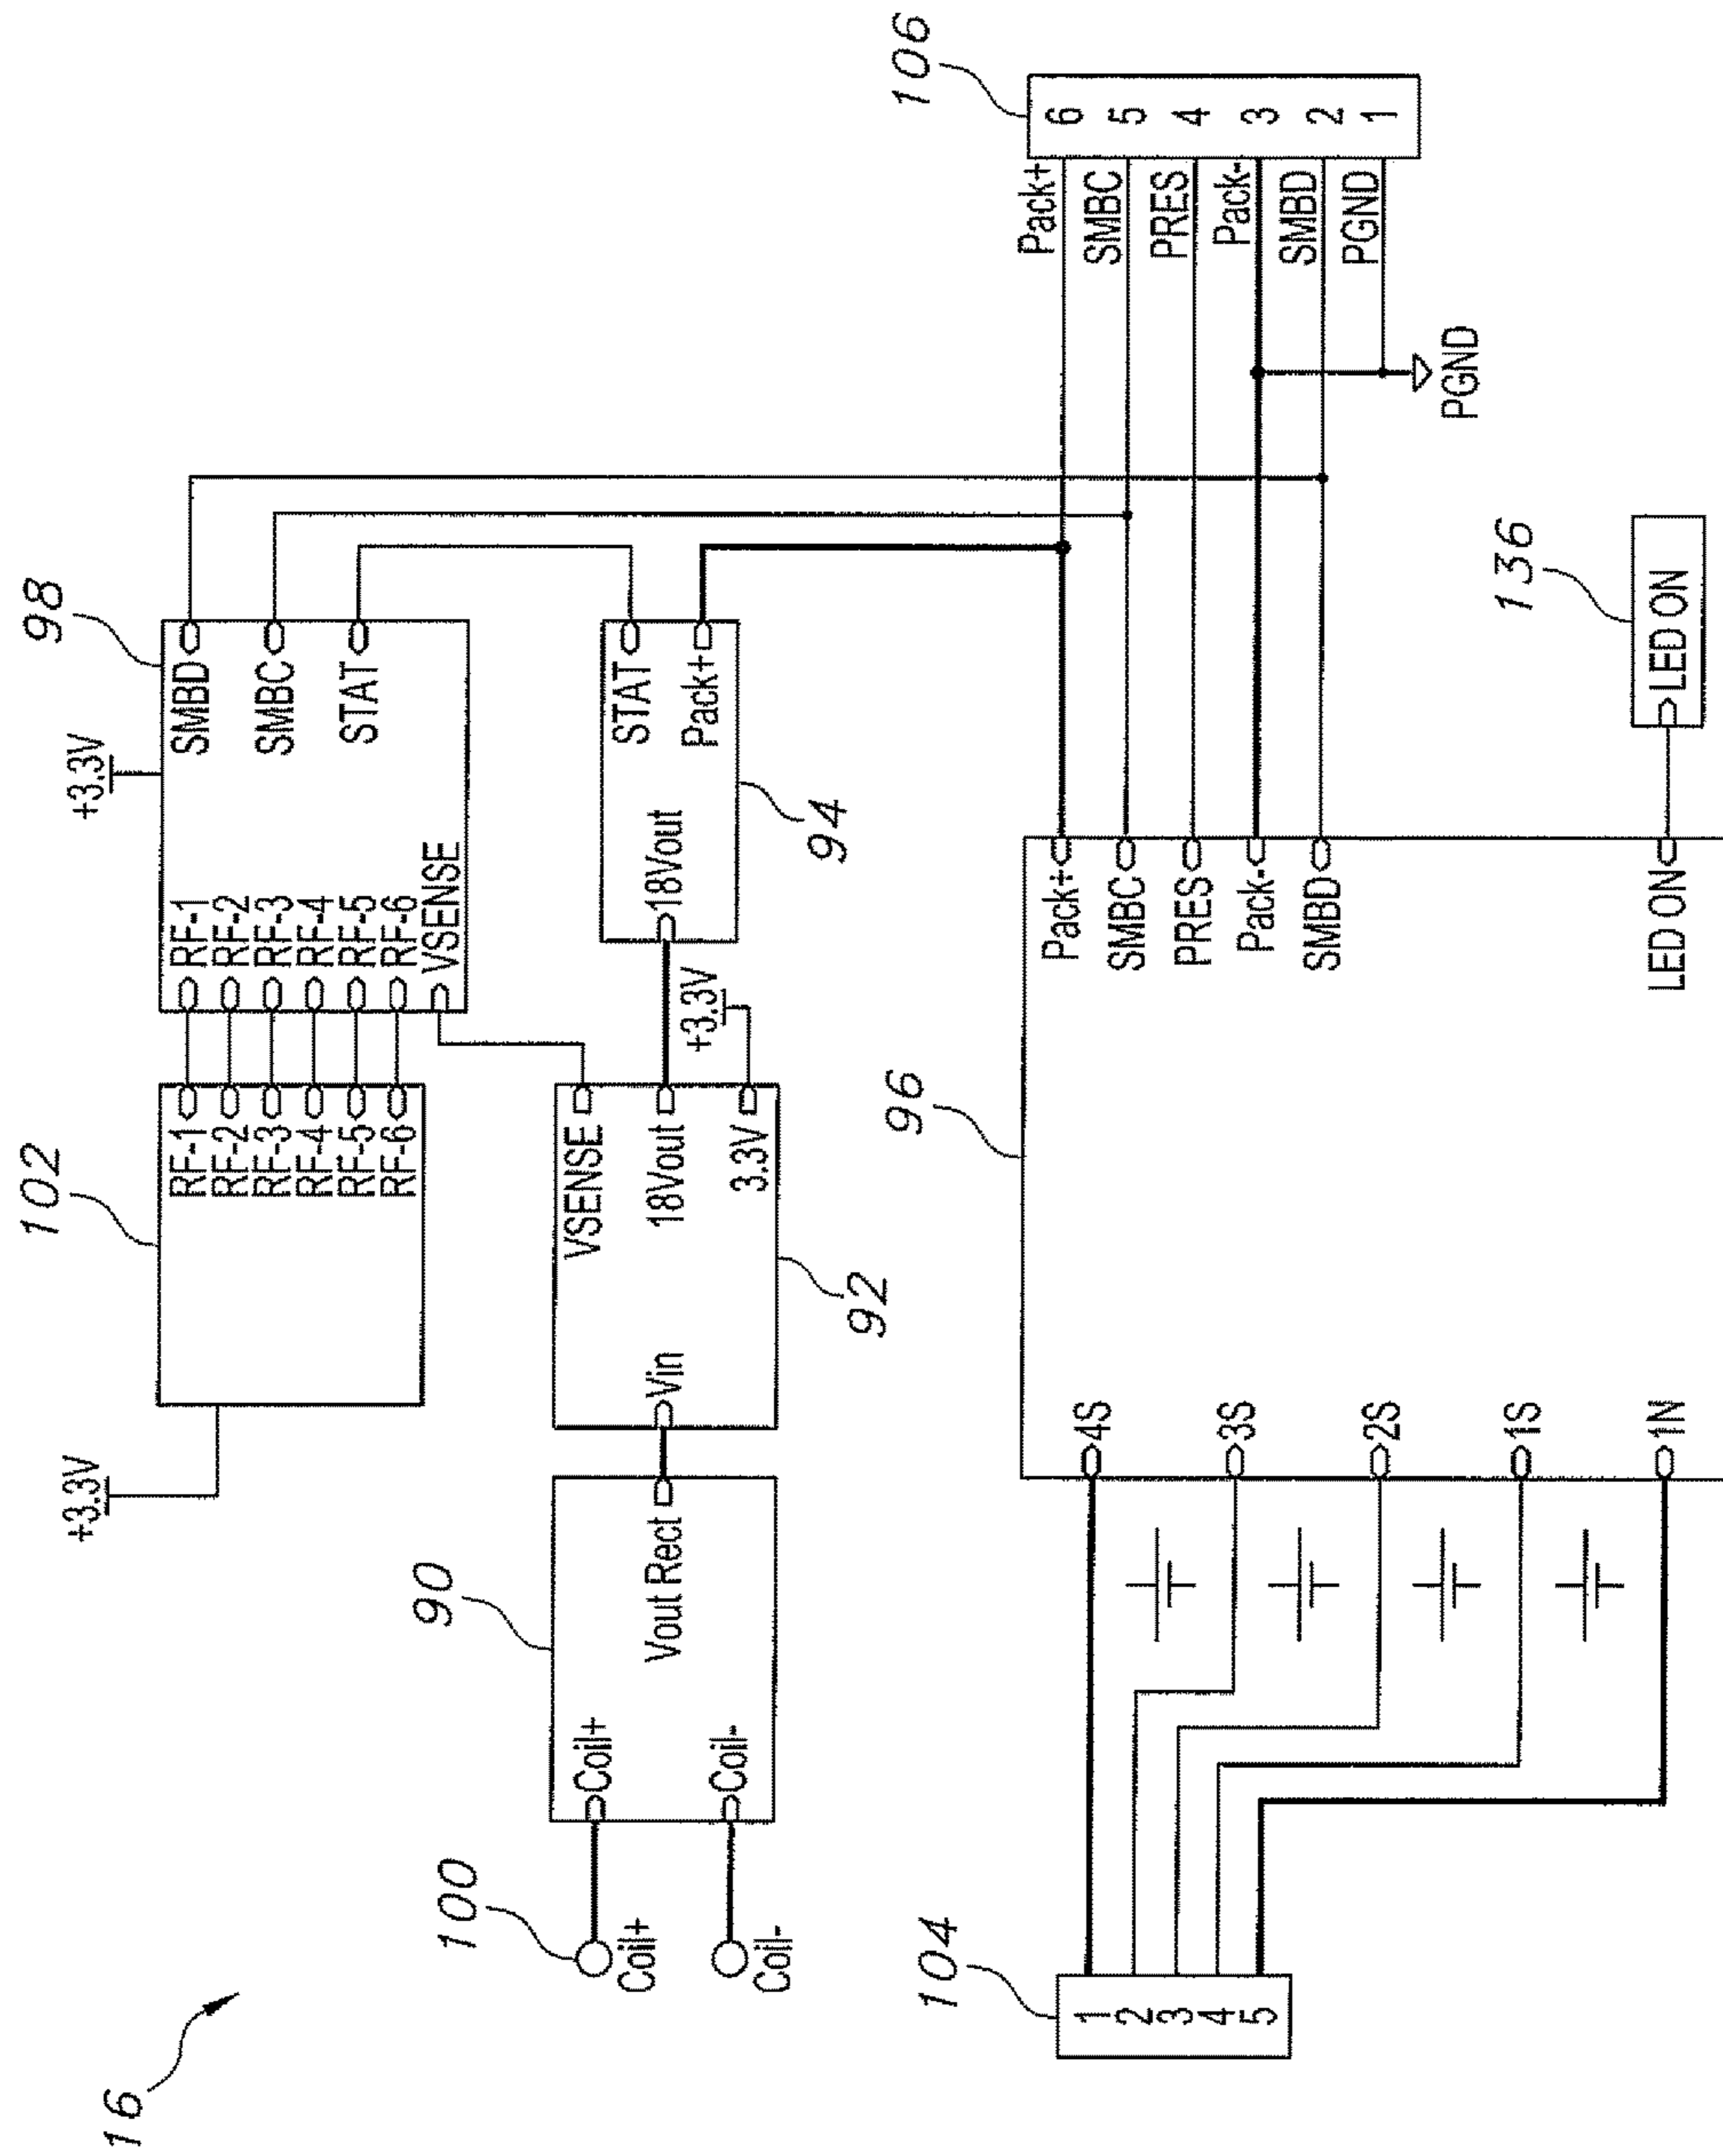 16
102
98
+3.3V
+3.3V
RF-1
RF-2
RF-3
RF-4
RF-5
RF-6
RF-1
RF-2
RF-3
RF-4
RF-5
RF-6
VSENSE
SMBD
SMBC
STAT
100
Coil+
Coil-
90
Coil+
Coil-
Vout Rect
92
Vin
VSENSE
18Vout
3.3V
+3.3V
94
18Vout
STAT
Pack+
104
1
2
3
4
5
96
4S
3S
2S
1S
1N
Pack+
SMBC
PRES
Pack-
SMBD
LED ON
136
LED ON
106
Pack+ 6
SMBC 5
PRES 4
Pack- 3
SMBD 2
PGND 1
PGND